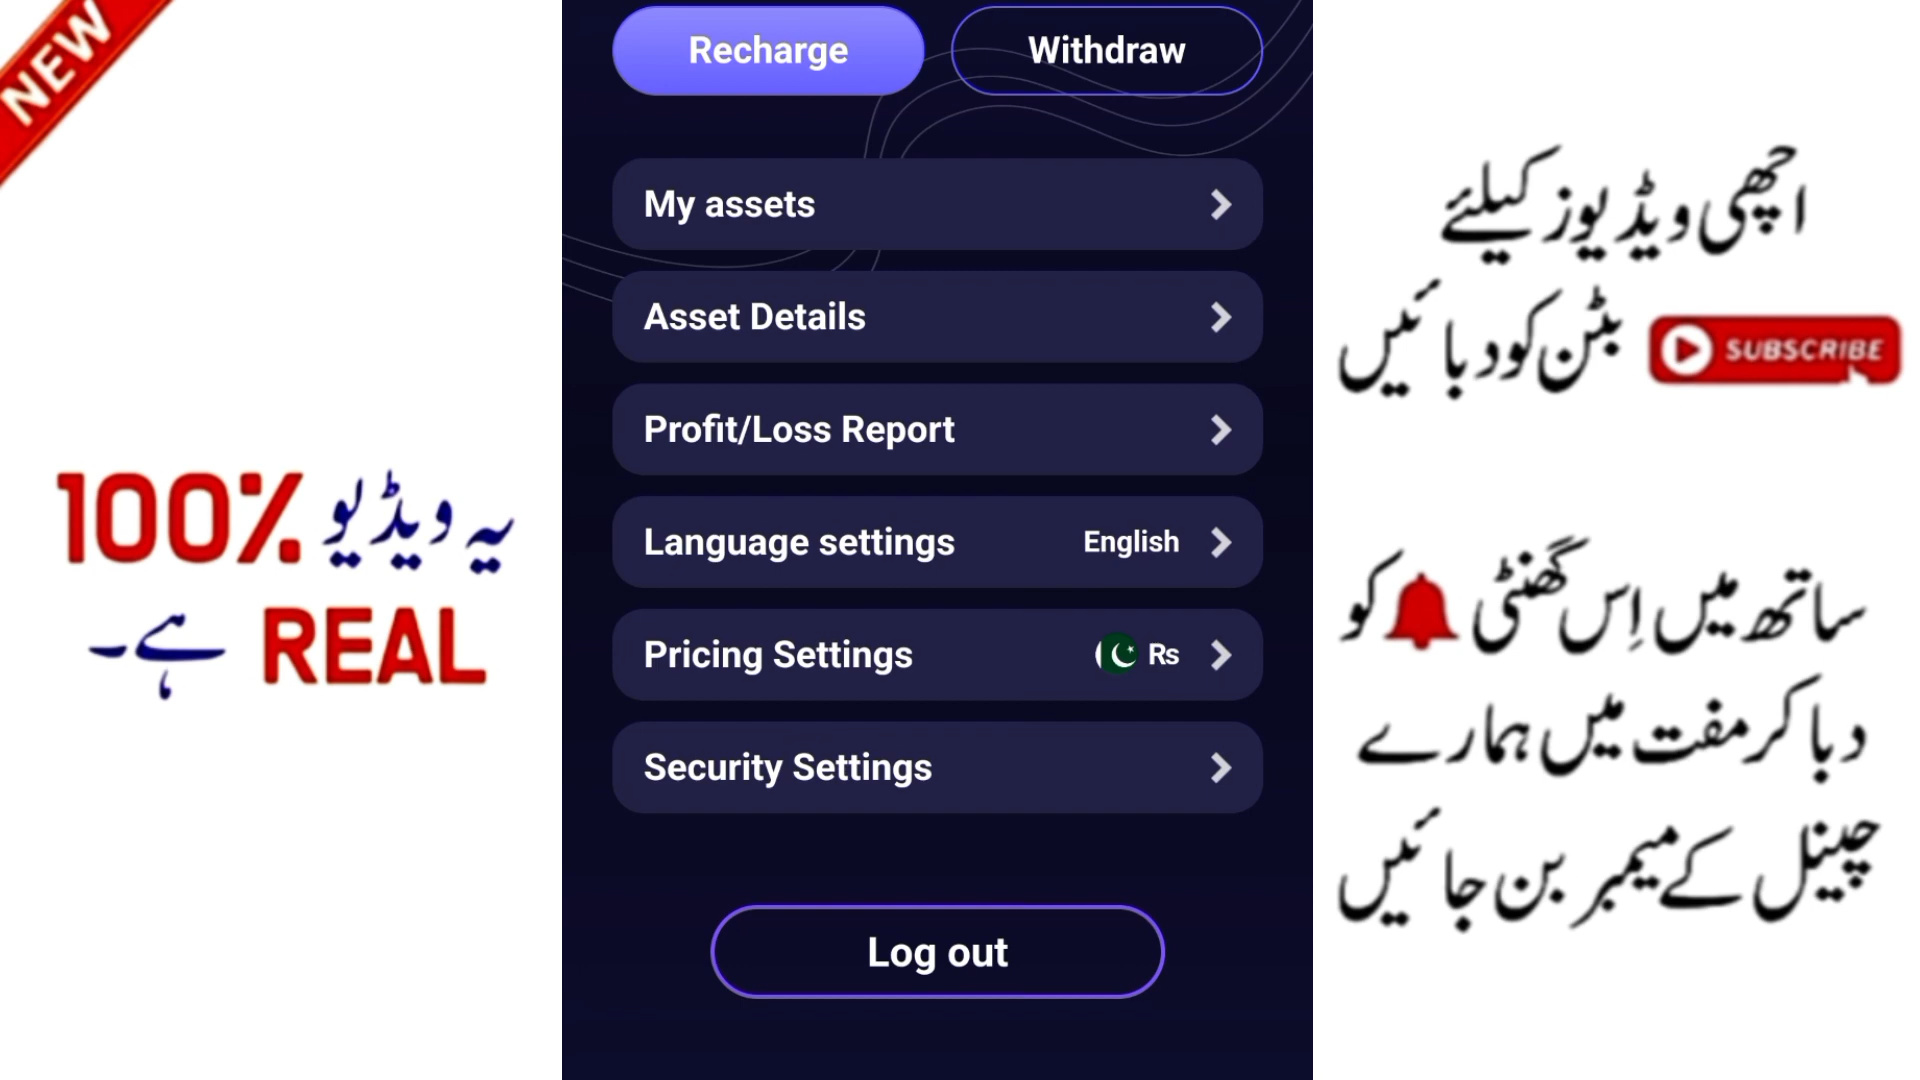 NEW
یہ ویڈیو 100%
REAL ہے۔
Recharge
Withdraw
My assets
Asset Details
Profit/Loss Report
Language settings English
Pricing Settings Rs
Security Settings
Log out
اچھی ویڈیوز کیلئے
SUBSCRIBE بٹن کو دبائیں
ساتھ میں اِس گھنٹی کو
دبا کر مفت میں ہمارے
چینل کے میمبر بن جائیں